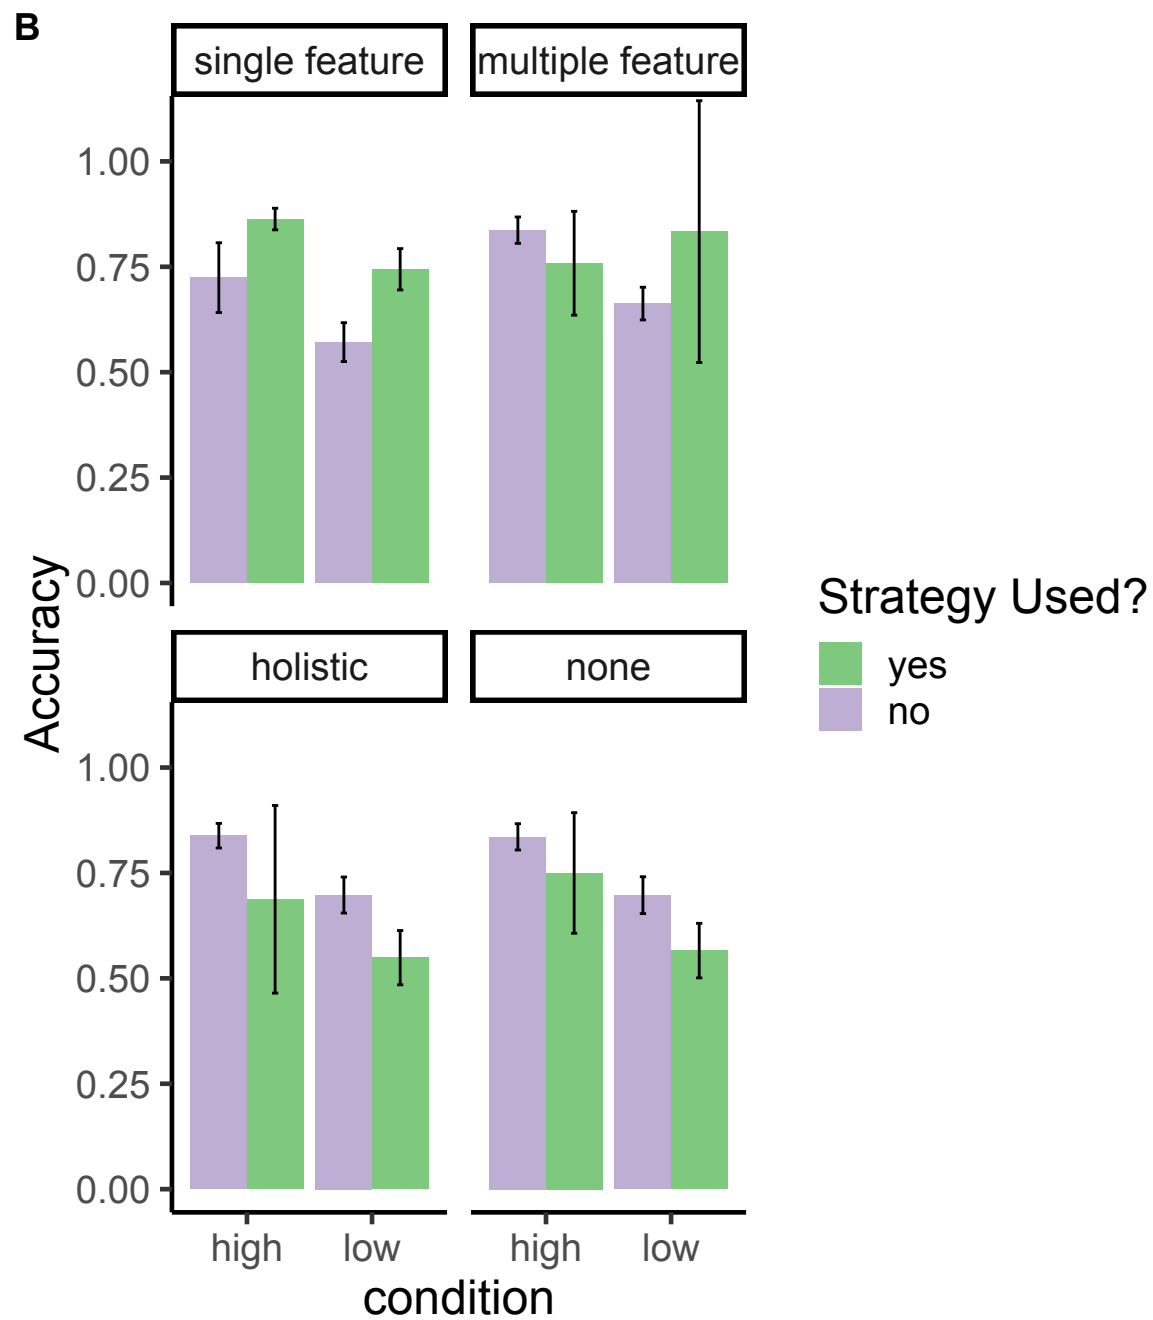 B
single feature
multiple feature
1.00
0.75
0.50
0.25
0.00
Accuracy
holistic
none
1.00
0.75
0.50
0.25
0.00
high
low
high
low
condition
Strategy Used?
yes
no